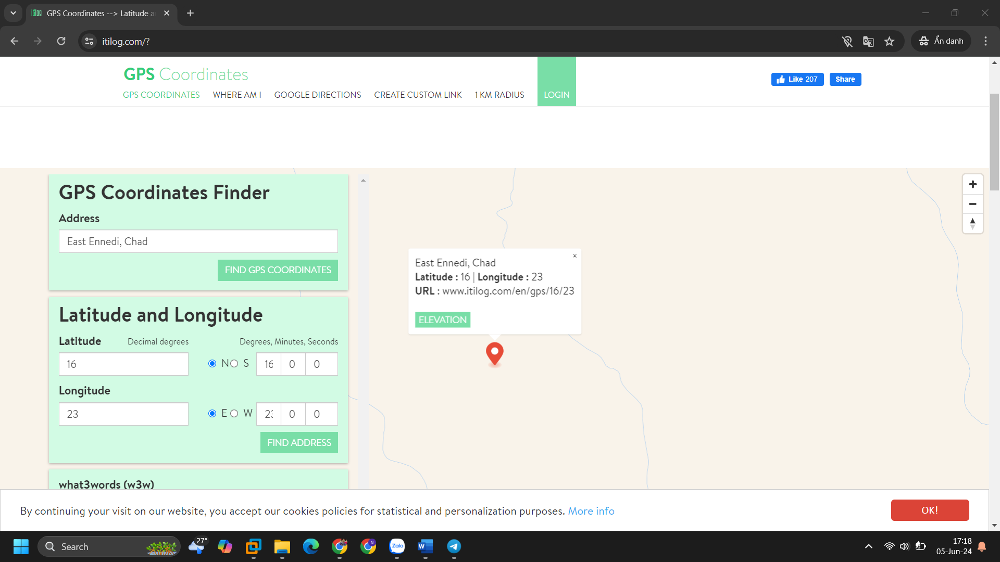 GPS Coordinates --> Latitude a
itilog.com/?
Ẩn danh
GPS Coordinates
GPS COORDINATES WHERE AM I GOOGLE DIRECTIONS CREATE CUSTOM LINK 1 KM RADIUS LOGIN
Like 207 Share
GPS Coordinates Finder
Address
East Ennedi, Chad
FIND GPS COORDINATES
Latitude and Longitude
Latitude Decimal degrees Degrees, Minutes, Seconds
16 N S 16 0 0
Longitude
23 E W 23 0 0
FIND ADDRESS
what3words (w3w)
East Ennedi, Chad
Latitude : 16 | Longitude : 23
URL : www.itilog.com/en/gps/16/23
ELEVATION
By continuing your visit on our website, you accept our cookies policies for statistical and personalization purposes. More info
OK!
Search
27°
Zalo
W
N
17:18
05-Jun-24